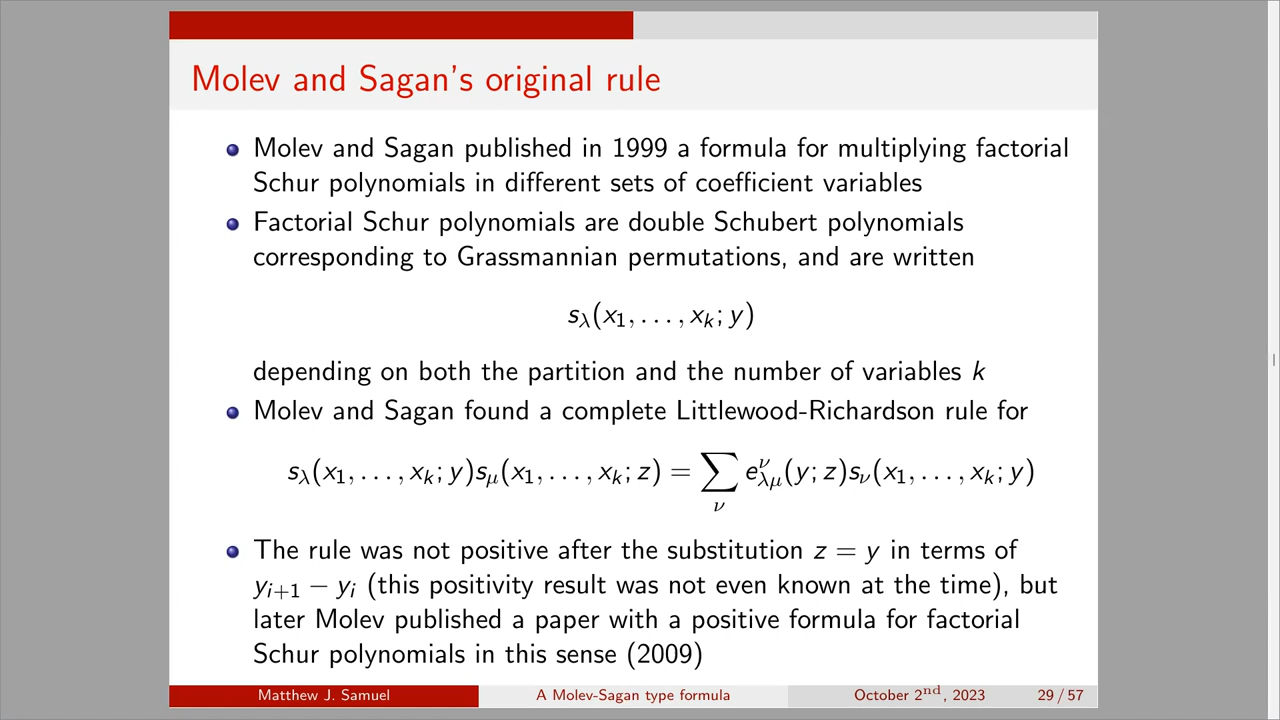 Molev and Sagan's original rule
Molev and Sagan published in 1999 a formula for multiplying factorial
Schur polynomials in different sets of coefficient variables
Factorial Schur polynomials are double Schubert polynomials
corresponding to Grassmannian permutations, and are written
s_λ(x_1, . . . , x_k; y)
depending on both the partition and the number of variables k
Molev and Sagan found a complete Littlewood-Richardson rule for
s_λ(x_1, . . . , x_k; y)s_μ(x_1, . . . , x_k; z) = ∑_ν e^ν_{λμ}(y; z)s_ν(x_1, . . . , x_k; y)
The rule was not positive after the substitution z = y in terms of
y_{i+1} − y_i (this positivity result was not even known at the time), but
later Molev published a paper with a positive formula for factorial
Schur polynomials in this sense (2009)
Matthew J. Samuel A Molev-Sagan type formula October 2nd, 2023 29 / 57